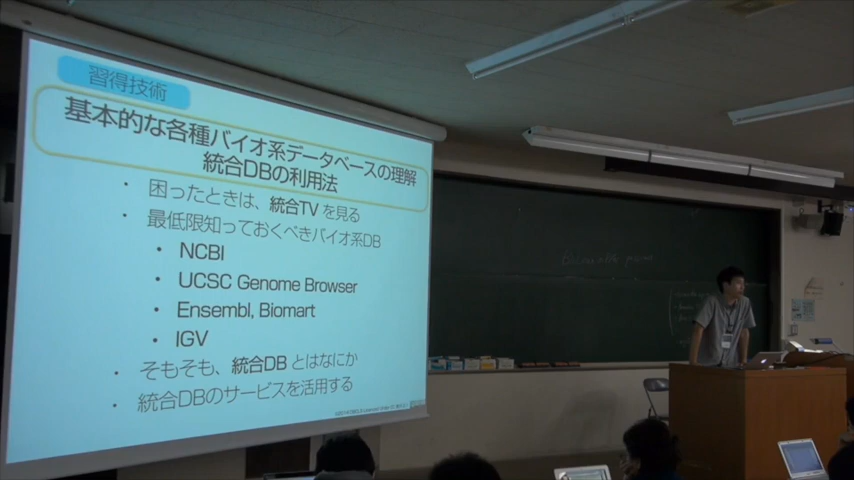 習得技術
基本的な各種バイオ系データベースの理解
統合DBの利用法
・ 困ったときは、統合TV を見る
・ 最低限知っておくべきバイオ系DB
・ NCBI
・ UCSC Genome Browser
・ Ensembl, Biomart
・ IGV
・ そもそも、統合DB とはなにか
・ 統合DBのサービスを活用する